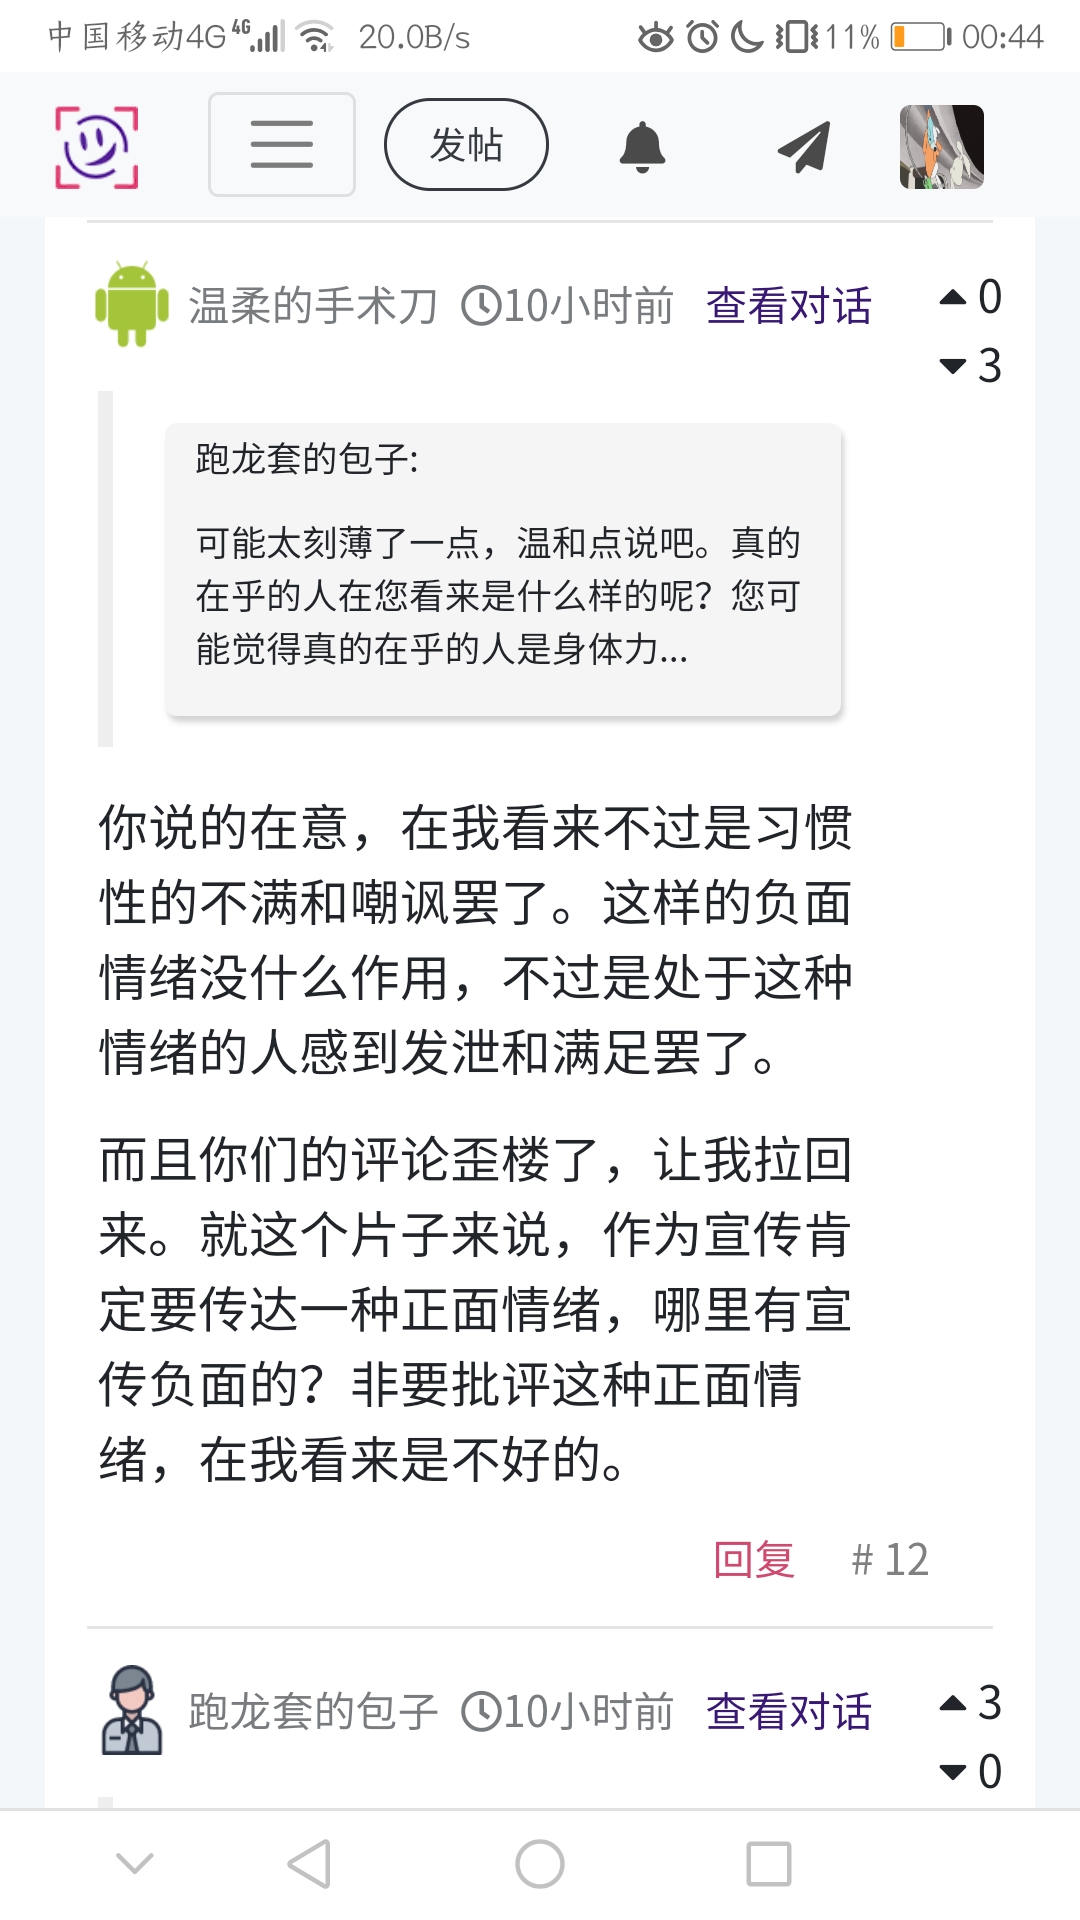 中国移动4G 4G 20.0B/s 11% 00:44
发帖
温柔的手术刀 10小时前 查看对话 0
3
跑龙套的包子:
可能太刻薄了一点，温和点说吧。真的
在乎的人在您看来是什么样的呢？您可
能觉得真的在乎的人是身体力...
你说的在意，在我看来不过是习惯
性的不满和嘲讽罢了。这样的负面
情绪没什么作用，不过是处于这种
情绪的人感到发泄和满足罢了。
而且你们的评论歪楼了，让我拉回
来。就这个片子来说，作为宣传肯
定要传达一种正面情绪，哪里有宣
传负面的？非要批评这种正面情
绪，在我看来是不好的。
回复 # 12
跑龙套的包子 10小时前 查看对话 3
0